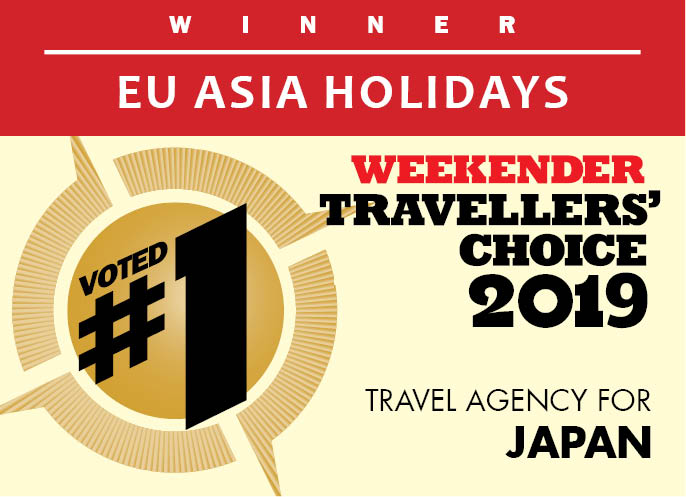 WINNER
EU ASIA HOLIDAYS
VOTED
#1
WEEKENDER
TRAVELLERS'
CHOICE
2019
TRAVEL AGENCY FOR
JAPAN